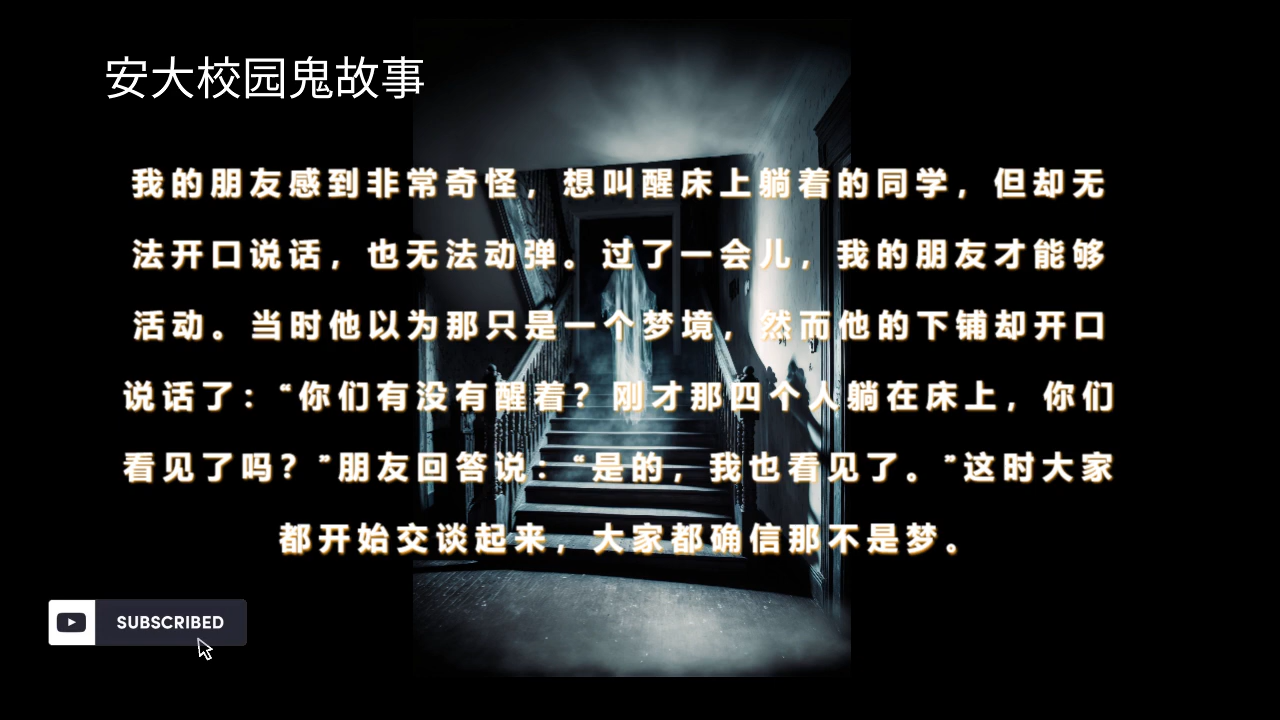 安大校园鬼故事
我的朋友感到非常奇怪，想叫醒床上躺着的同学，但却无
法开口说话，也无法动弹。过了一会儿，我的朋友才能够
活动。当时他以为那只是一个梦境，然而他的下铺却开口
说话了：“你们有没有醒着？刚才那四个人躺在床上，你们
看见了吗？”朋友回答说：“是的，我也看见了。”这时大家
都开始交谈起来，大家都确信那不是梦。
SUBSCRIBED